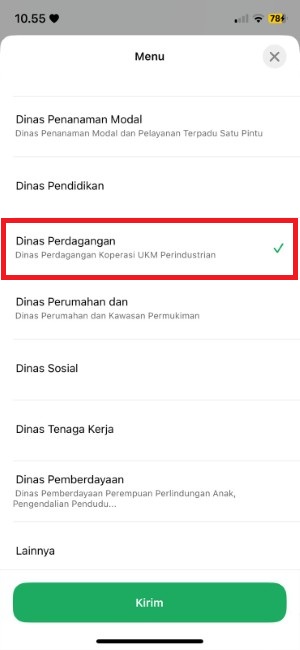 10.55
78
Menu
Dinas Penanaman Modal
Dinas Penanaman Modal dan Pelayanan Terpadu Satu Pintu
Dinas Pendidikan
Dinas Perdagangan
Dinas Perdagangan Koperasi UKM Perindustrian
Dinas Perumahan dan
Dinas Perumahan dan Kawasan Permukiman
Dinas Sosial
Dinas Tenaga Kerja
Dinas Pemberdayaan
Dinas Pemberdayaan Perempuan Perlindungan Anak,
Pengendalian Pendudu...
Lainnya
Kirim